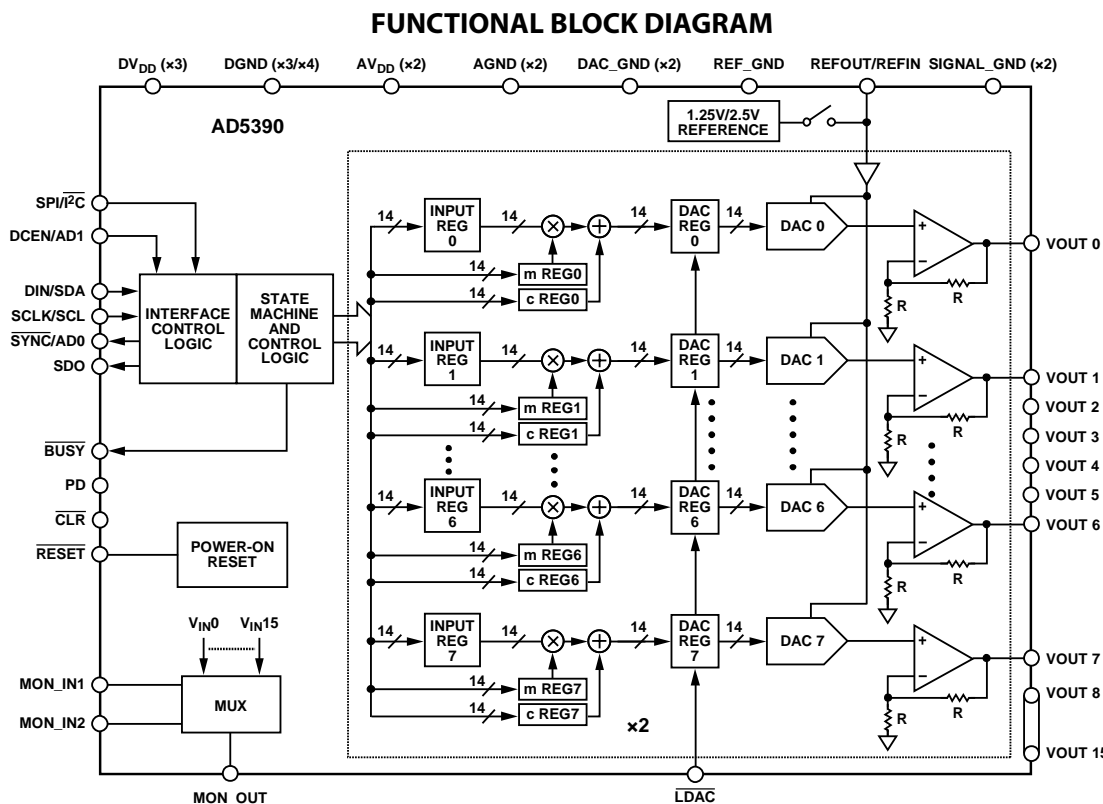 FUNCTIONAL BLOCK DIAGRAM
DVDD (×3)
DGND (×3/×4)
AVDD (×2)
AGND (×2)
DAC_GND (×2)
REF_GND
REFOUT/REFIN
SIGNAL_GND (×2)
AD5390
1.25V/2.5V
REFERENCE
SPI/I²C
DCEN/AD1
DIN/SDA
SCLK/SCL
SYNC/AD0
SDO
BUSY
PD
CLR
RESET
MON_IN1
MON_IN2
INTERFACE
CONTROL
LOGIC
STATE
MACHINE
AND
CONTROL
LOGIC
POWER-ON
RESET
VIN0
VIN15
MUX
MON_OUT
14
INPUT
REG
0
14
14
DAC
REG
0
14
DAC 0
+
−
R
R
VOUT 0
14
m REG0
14
c REG0
14
INPUT
REG
1
14
14
DAC
REG
1
14
DAC 1
+
−
R
R
VOUT 1
14
m REG1
14
c REG1
VOUT 2
VOUT 3
VOUT 4
VOUT 5
14
INPUT
REG
6
14
14
DAC
REG
6
14
DAC 6
+
−
R
R
VOUT 6
14
m REG6
14
c REG6
14
INPUT
REG
7
14
14
DAC
REG
7
14
DAC 7
+
−
R
R
VOUT 7
14
m REG7
14
c REG7
×2
VOUT 8
VOUT 15
LDAC